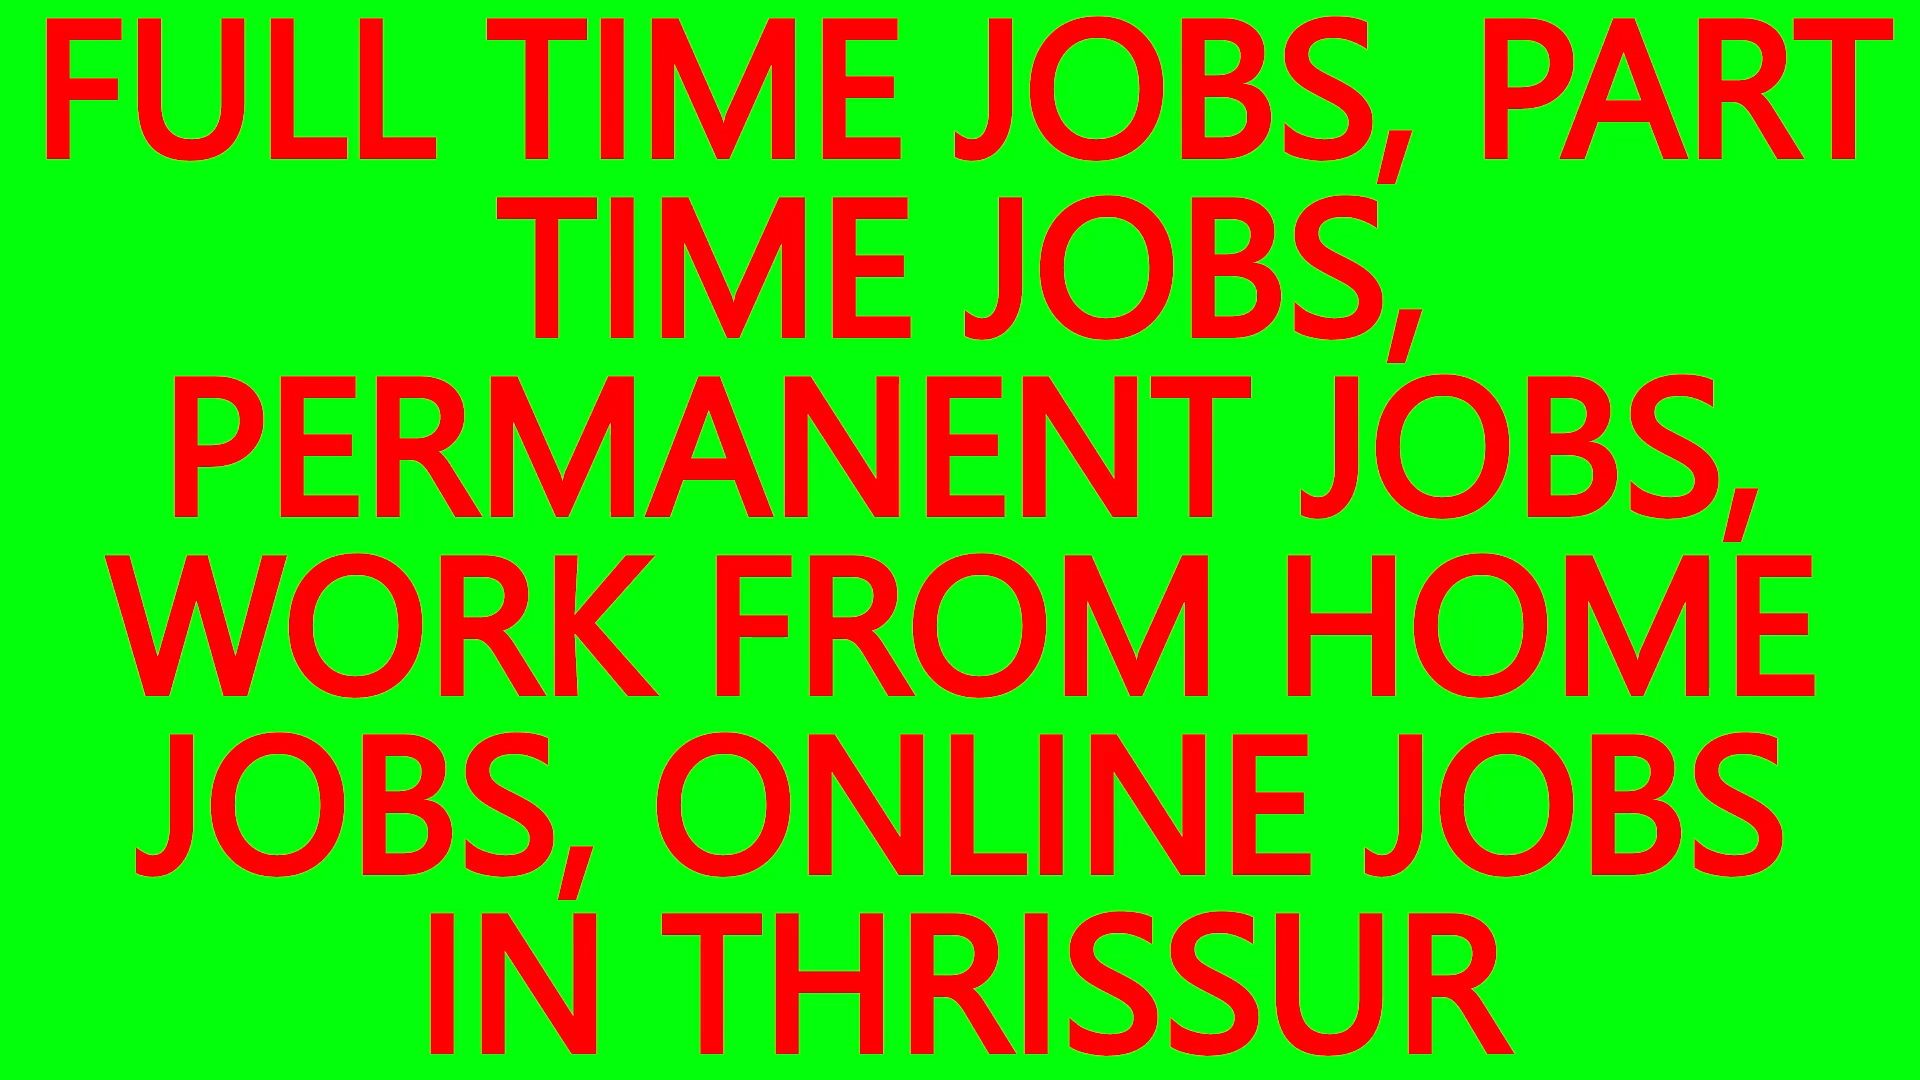 FULL TIME JOBS, PART
TIME JOBS,
PERMANENT JOBS,
WORK FROM HOME
JOBS, ONLINE JOBS
IN THRISSUR